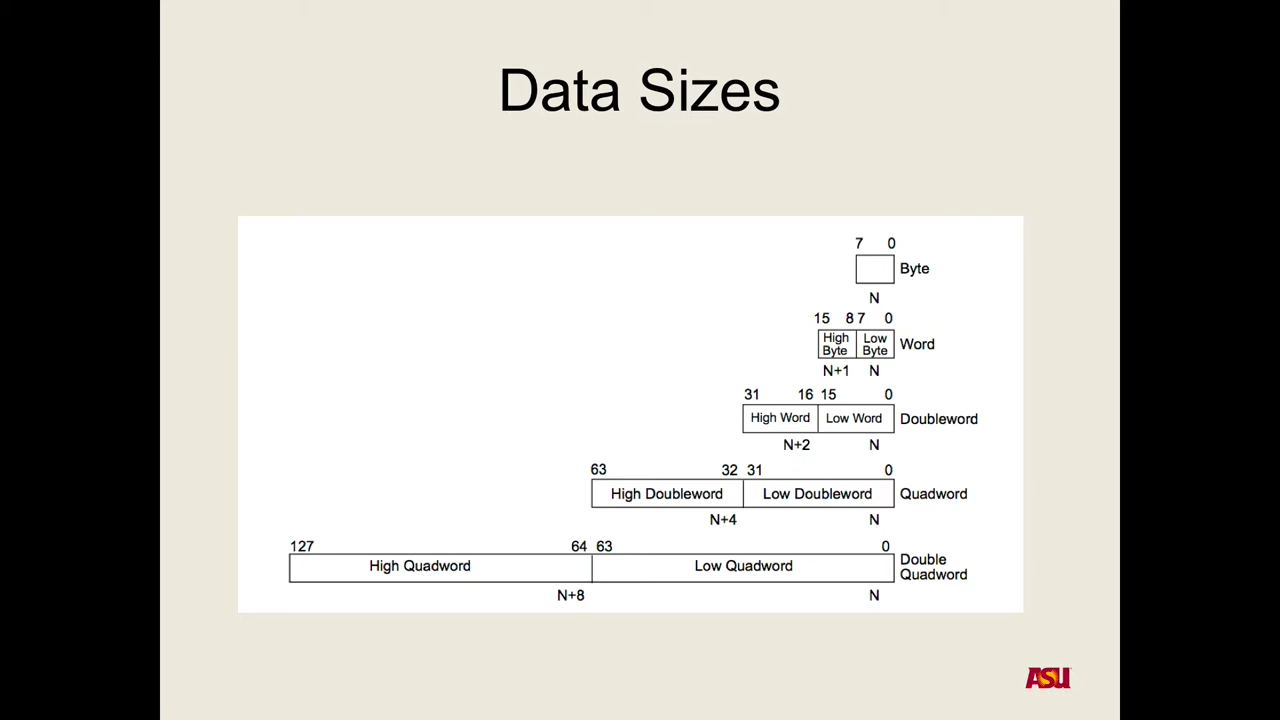 Data Sizes
7 0
Byte
N
15 8 7 0
High Byte
Low Byte
Word
N+1 N
31 16 15 0
High Word Low Word Doubleword
N+2 N
63 32 31 0
High Doubleword Low Doubleword Quadword
N+4 N
127 64 63 0
High Quadword Low Quadword
Double
Quadword
N+8 N
ASU